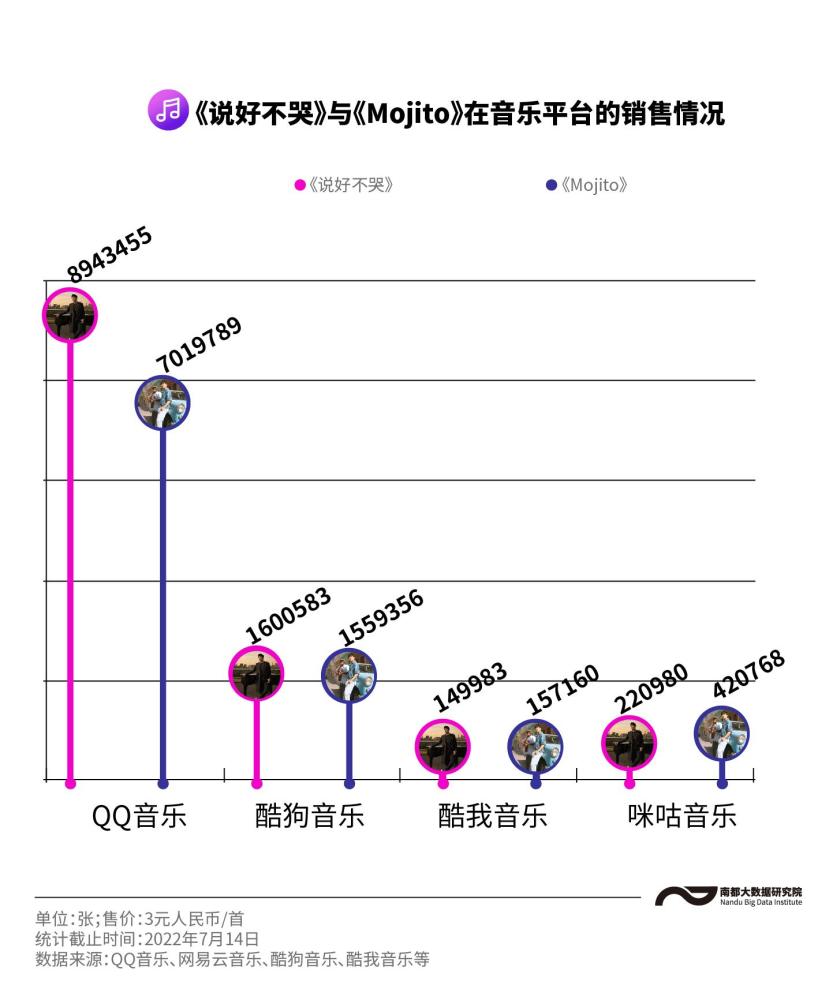 《说好不哭》与《Mojito》在音乐平台的销售情况
《说好不哭》 《Mojito》
8943455
7019789
1600583
1559356
149983
157160
220980
420768
QQ音乐 酷狗音乐 酷我音乐 咪咕音乐
南都大数据研究院
Nandu Big Data Institute
单位：张；售价：3元人民币/首
统计截止时间：2022年7月14日
数据来源：QQ音乐、网易云音乐、酷狗音乐、酷我音乐等